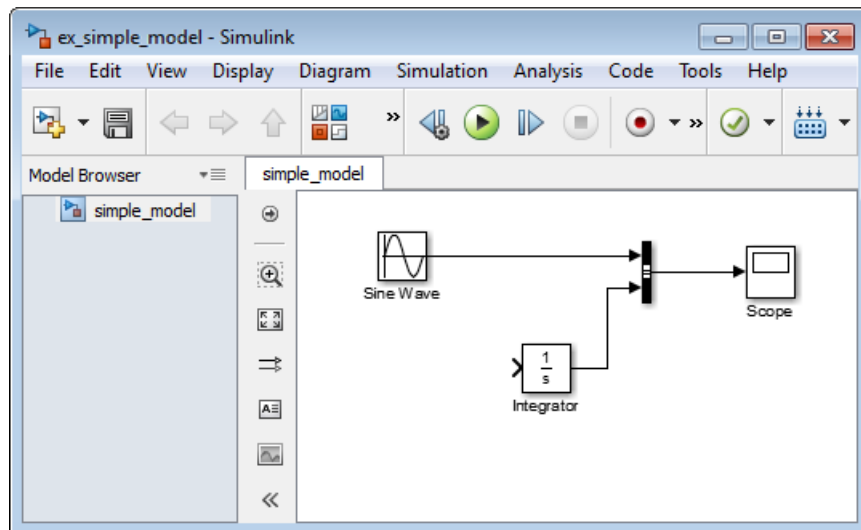 ex_simple_model - Simulink
File Edit View Display Diagram Simulation Analysis Code Tools Help
Model Browser
simple_model
simple_model
Sine Wave
Scope
1
s
Integrator